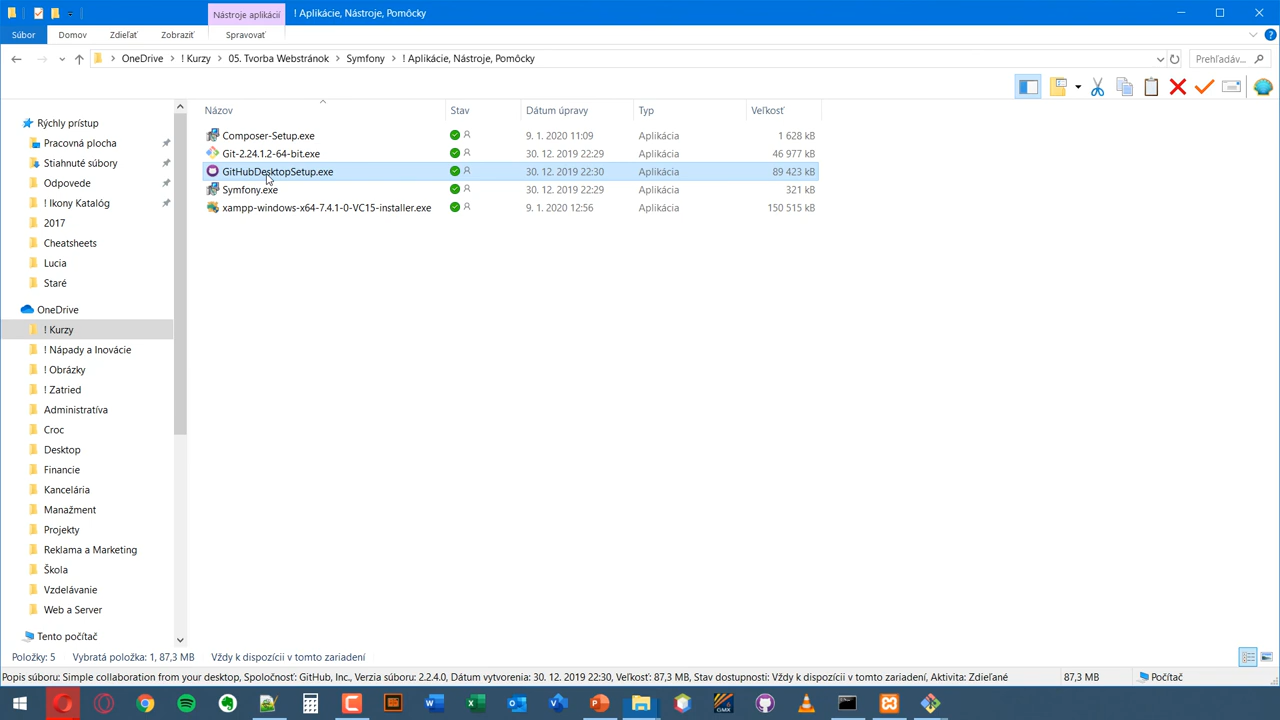 Nástroje aplikácií
! Aplikácie, Nástroje, Pomôcky
Súbor
Domov
Zdieľať
Zobraziť
Spravovať
OneDrive
! Kurzy
05. Tvorba Webstránok
Symfony
! Aplikácie, Nástroje, Pomôcky
Prehľadáv...
Názov
Stav
Dátum úpravy
Typ
Veľkosť
Composer-Setup.exe 9. 1. 2020 11:09 Aplikácia 1 628 kB
Git-2.24.1.2-64-bit.exe 30. 12. 2019 22:29 Aplikácia 46 977 kB
GitHubDesktopSetup.exe 30. 12. 2019 22:30 Aplikácia 89 423 kB
Symfony.exe 30. 12. 2019 22:29 Aplikácia 321 kB
xampp-windows-x64-7.4.1-0-VC15-installer.exe 9. 1. 2020 12:56 Aplikácia 150 515 kB
Rýchly prístup
Pracovná plocha
Stiahnuté súbory
Odpovede
! Ikony Katalóg
2017
Cheatsheets
Lucia
Staré
OneDrive
! Kurzy
! Nápady a Inovácie
! Obrázky
! Zatried
Administratíva
Croc
Desktop
Financie
Kancelária
Manažment
Projekty
Reklama a Marketing
Škola
Vzdelávanie
Web a Server
Tento počítač
Položky: 5 Vybratá položka: 1, 87,3 MB Vždy k dispozícii v tomto zariadení
Popis súboru: Simple collaboration from your desktop, Spoločnosť: GitHub, Inc., Verzia súboru: 2.2.4.0, Dátum vytvorenia: 30. 12. 2019 22:30, Veľkosť: 87,3 MB, Stav dostupnosti: Vždy k dispozícii v tomto zariadení, Aktivita: Zdieľané 87,3 MB Počítač